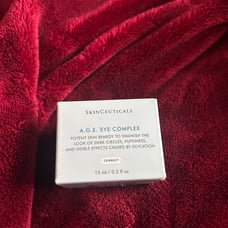 SKINCEUTICALS
A.G.E. EYE COMPLEX
POTENT SKIN REMEDY TO DIMINISH THE
LOOK OF DARK CIRCLES, PUFFINESS,
AND VISIBLE EFFECTS CAUSED BY GLYCATION
CORRECT
15 ml / 0.5 fl oz